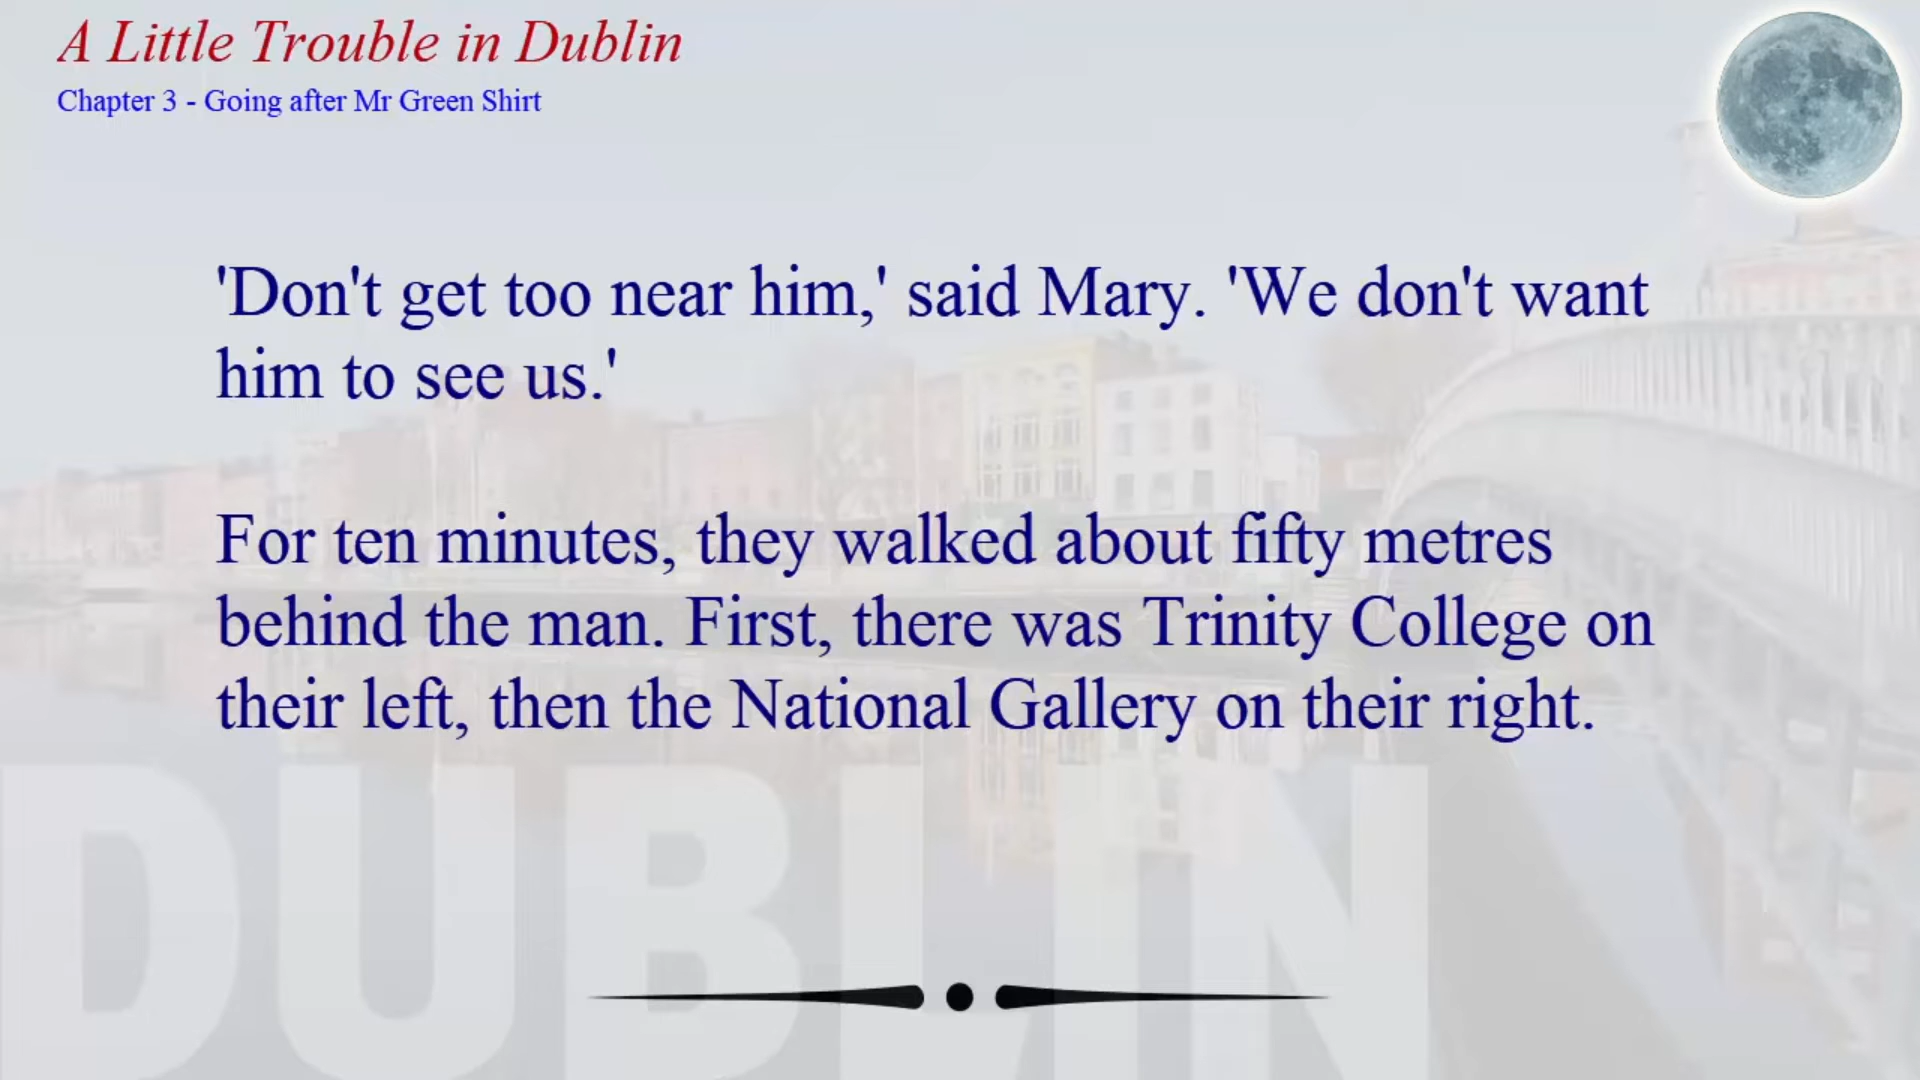 A Little Trouble in Dublin
Chapter 3 - Going after Mr Green Shirt
'Don't get too near him,' said Mary. 'We don't want
him to see us.'
For ten minutes, they walked about fifty metres
behind the man. First, there was Trinity College on
their left, then the National Gallery on their right.
DUBLIN